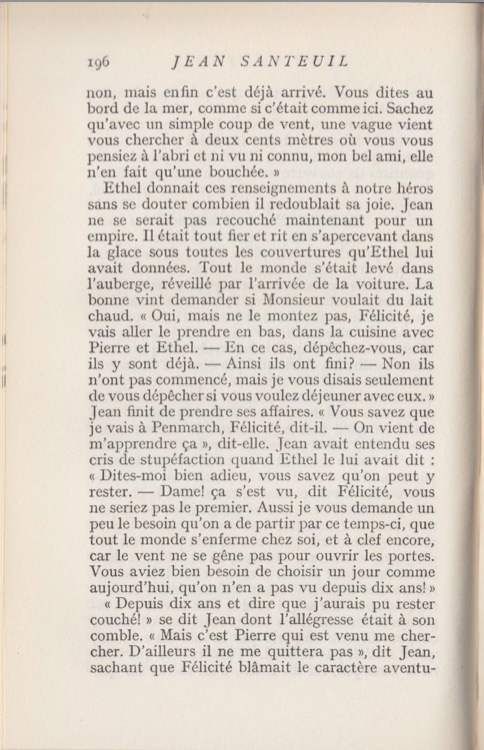 196 JEAN SANTEUIL
non, mais enfin c'est déjà arrivé. Vous dites au
bord de la mer, comme si c'était comme ici. Sachez
qu'avec un simple coup de vent, une vague vient
vous chercher à deux cents mètres où vous vous
pensiez à l'abri et ni vu ni connu, mon bel ami, elle
n'en fait qu'une bouchée. »
Ethel donnait ces renseignements à notre héros
sans se douter combien il redoublait sa joie. Jean
ne se serait pas recouché maintenant pour un
empire. Il était tout fier et rit en s'apercevant dans
la glace sous toutes les couvertures qu'Ethel lui
avait données. Tout le monde s'était levé dans
l'auberge, réveillé par l'arrivée de la voiture. La
bonne vint demander si Monsieur voulait du lait
chaud. « Oui, mais ne le montez pas, Félicité, je
vais aller le prendre en bas, dans la cuisine avec
Pierre et Ethel. — En ce cas, dépêchez-vous, car
ils y sont déjà. — Ainsi ils ont fini? — Non ils
n'ont pas commencé, mais je vous disais seulement
de vous dépêcher si vous voulez déjeuner avec eux. »
Jean finit de prendre ses affaires. « Vous savez que
je vais à Penmarch, Félicité, dit-il. — On vient de
m'apprendre ça », dit-elle. Jean avait entendu ses
cris de stupéfaction quand Ethel le lui avait dit :
« Dites-moi bien adieu, vous savez qu'on peut y
rester. — Dame! ça s'est vu, dit Félicité, vous
ne seriez pas le premier. Aussi je vous demande un
peu le besoin qu'on a de partir par ce temps-ci, que
tout le monde s'enferme chez soi, et à clef encore,
car le vent ne se gêne pas pour ouvrir les portes.
Vous aviez bien besoin de choisir un jour comme
aujourd'hui, qu'on n'en a pas vu depuis dix ans! »
« Depuis dix ans et dire que j'aurais pu rester
couché! » se dit Jean dont l'allégresse était à son
comble. « Mais c'est Pierre qui est venu me cher-
cher. D'ailleurs il ne me quittera pas », dit Jean,
sachant que Félicité blâmait le caractère aventu-